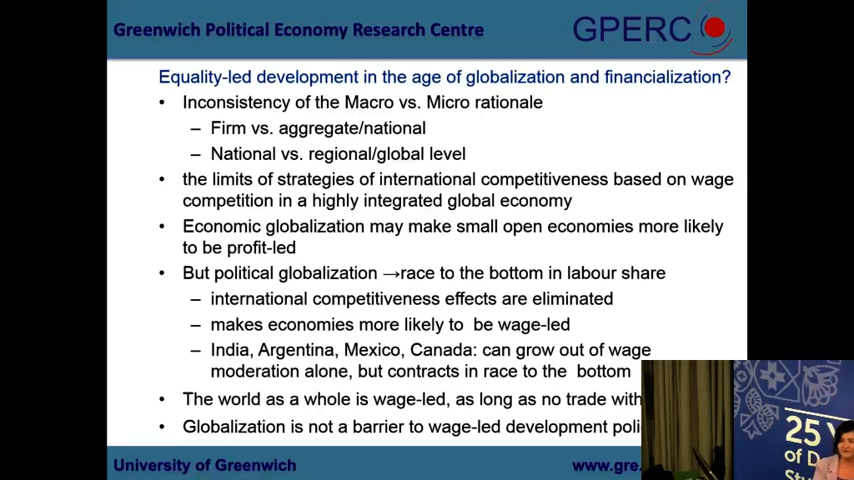 Greenwich Political Economy Research Centre
GPERC
Equality-led development in the age of globalization and financialization?
• Inconsistency of the Macro vs. Micro rationale
– Firm vs. aggregate/national
– National vs. regional/global level
• the limits of strategies of international competitiveness based on wage
competition in a highly integrated global economy
• Economic globalization may make small open economies more likely
to be profit-led
• But political globalization →race to the bottom in labour share
– international competitiveness effects are eliminated
– makes economies more likely to be wage-led
– India, Argentina, Mexico, Canada: can grow out of wage
moderation alone, but contracts in race to the bottom
• The world as a whole is wage-led, as long as no trade with
• Globalization is not a barrier to wage-led development
University of Greenwich
www.gre.
25
of D